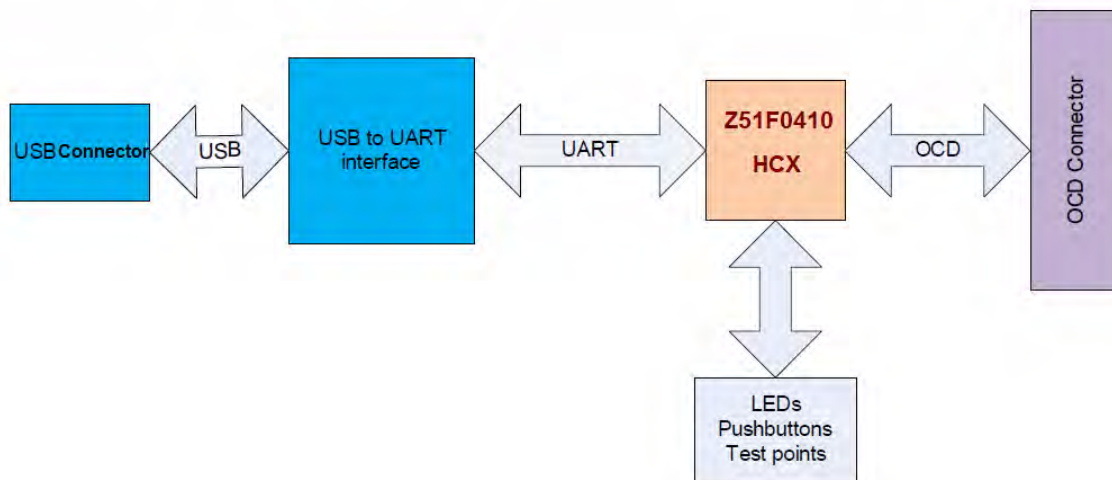 USB Connector
USB
USB to UART
interface
UART
Z51F0410
HCX
OCD
OCD Connector
LEDs
Pushbuttons
Test points